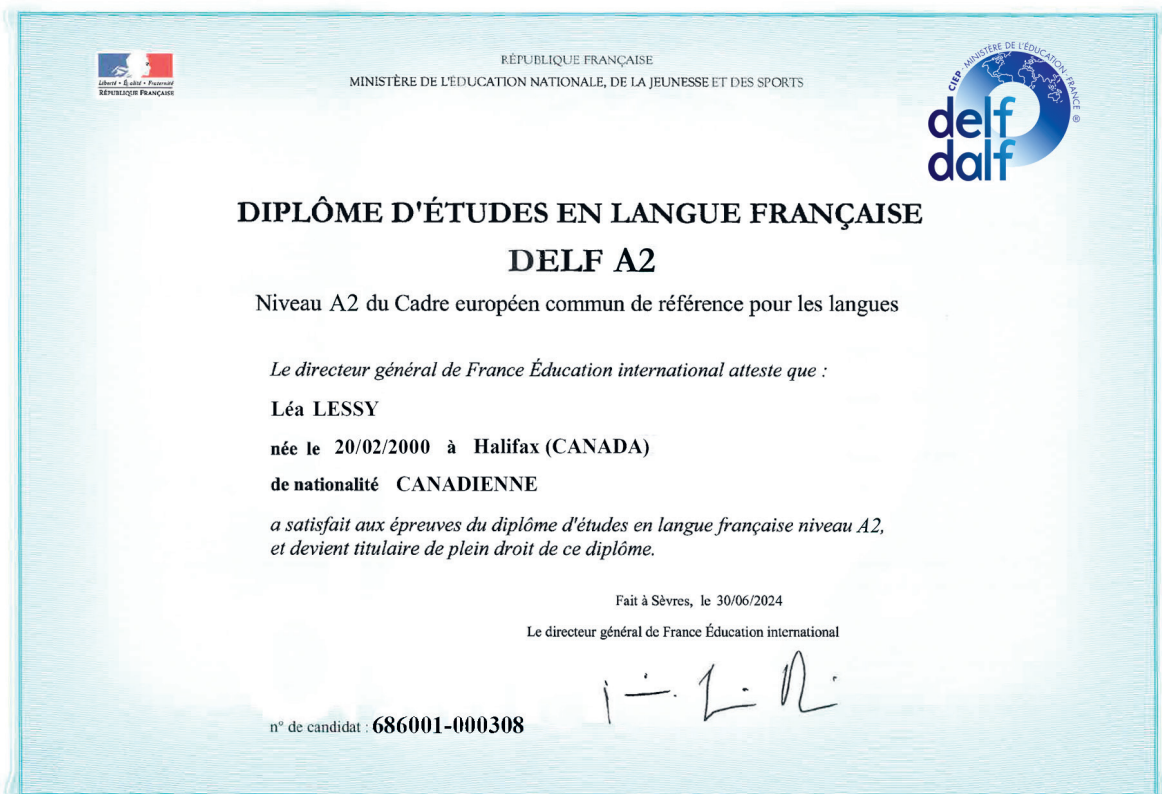 Liberté • Égalité • Fraternité
RÉPUBLIQUE FRANÇAISE
RÉPUBLIQUE FRANÇAISE
MINISTÈRE DE L'ÉDUCATION NATIONALE, DE LA JEUNESSE ET DES SPORTS
CIEP - MINISTÈRE DE L'ÉDUCATION - FRANCE ®
delf
dalf
DIPLÔME D'ÉTUDES EN LANGUE FRANÇAISE
DELF A2
Niveau A2 du Cadre européen commun de référence pour les langues
Le directeur général de France Éducation international atteste que :
Léa LESSY
née le 20/02/2000 à Halifax (CANADA)
de nationalité CANADIENNE
a satisfait aux épreuves du diplôme d'études en langue française niveau A2,
et devient titulaire de plein droit de ce diplôme.
Fait à Sèvres, le 30/06/2024
Le directeur général de France Éducation international
n° de candidat : 686001-000308